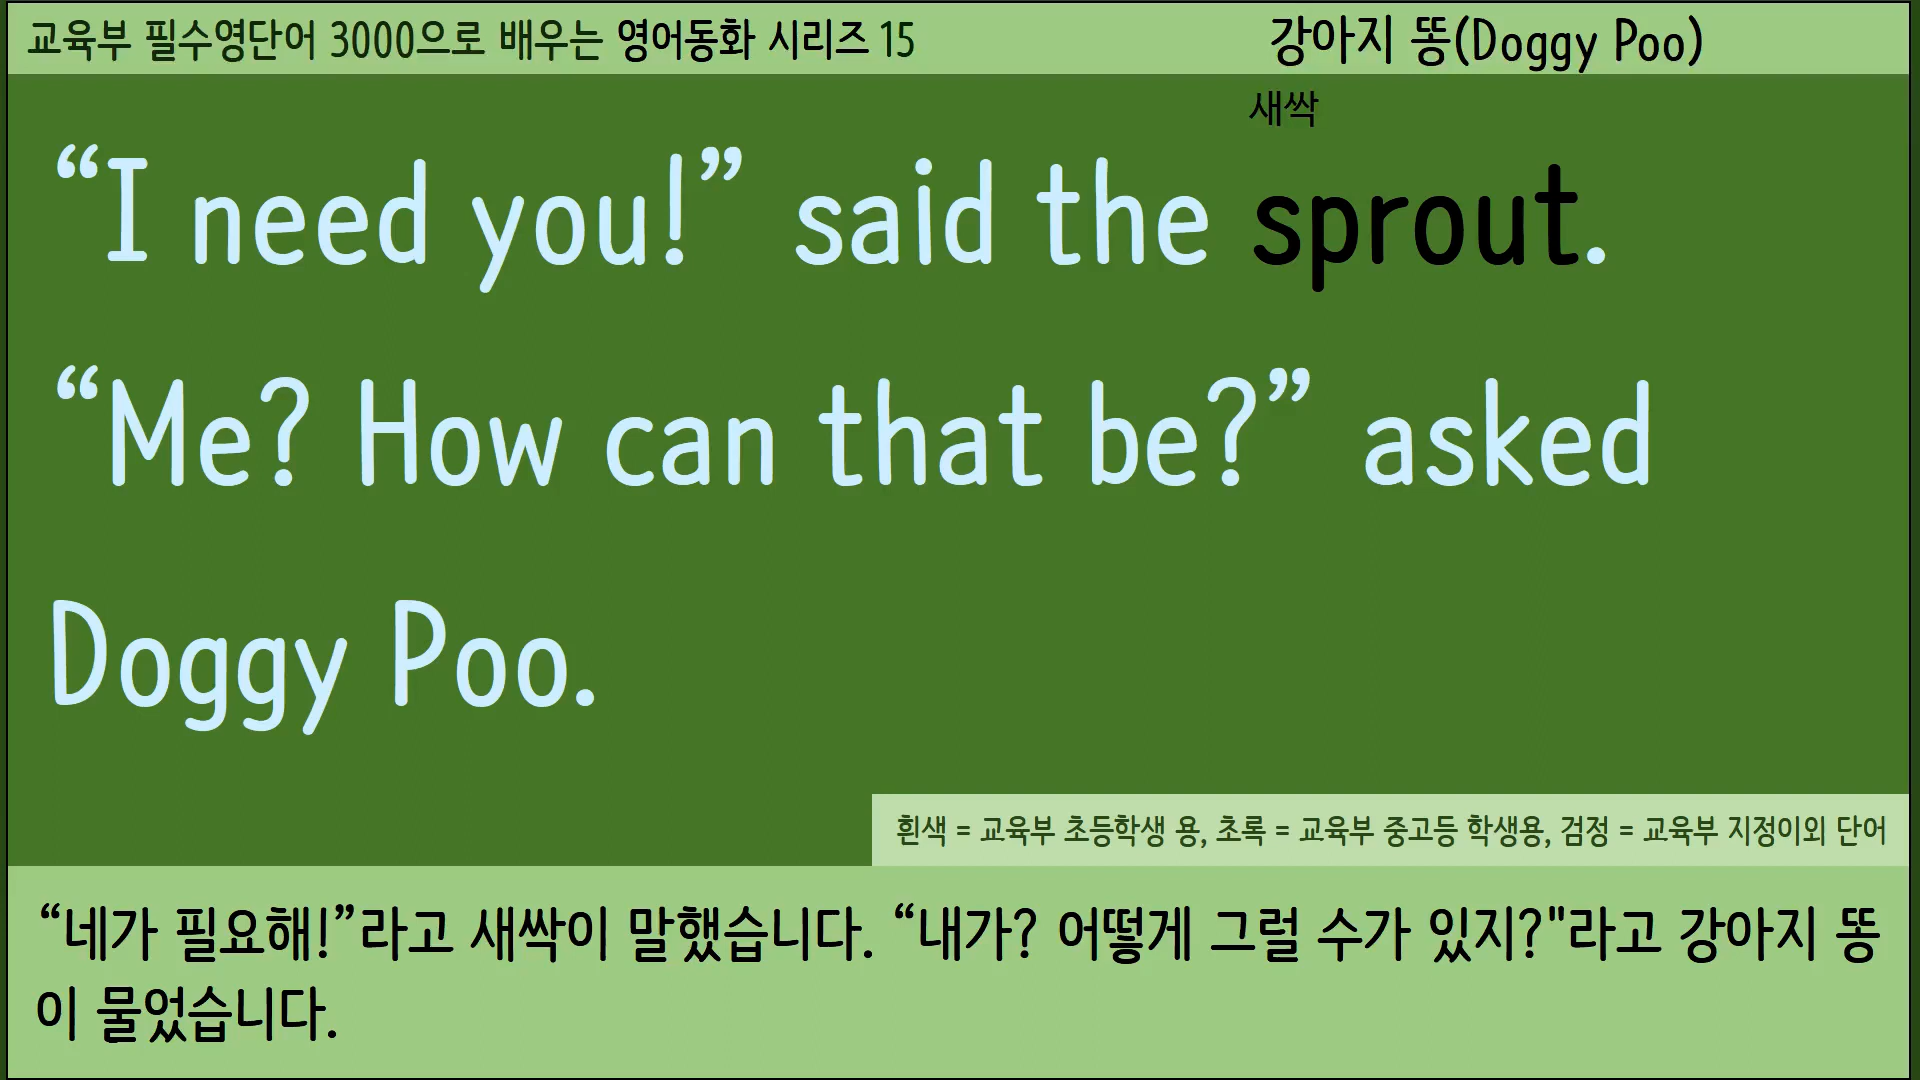 교육부 필수영단어 3000으로 배우는 영어동화 시리즈 15
강아지 똥(Doggy Poo)
새싹
“I need you!” said the sprout.
“Me? How can that be?” asked
Doggy Poo.
흰색 = 교육부 초등학생 용, 초록 = 교육부 중고등 학생용, 검정 = 교육부 지정이외 단어
“네가 필요해!”라고 새싹이 말했습니다. “내가? 어떻게 그럴 수가 있지?"라고 강아지 똥
이 물었습니다.